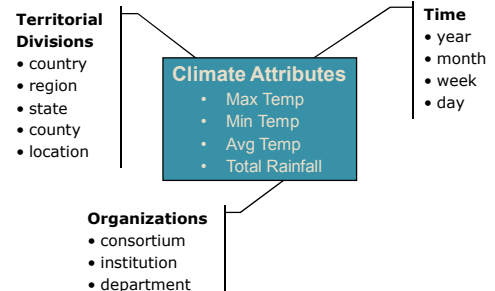 Territorial
Divisions
• country
• region
• state
• county
• location
Climate Attributes
• Max Temp
• Min Temp
• Avg Temp
• Total Rainfall
Time
• year
• month
• week
• day
Organizations
• consortium
• institution
• department